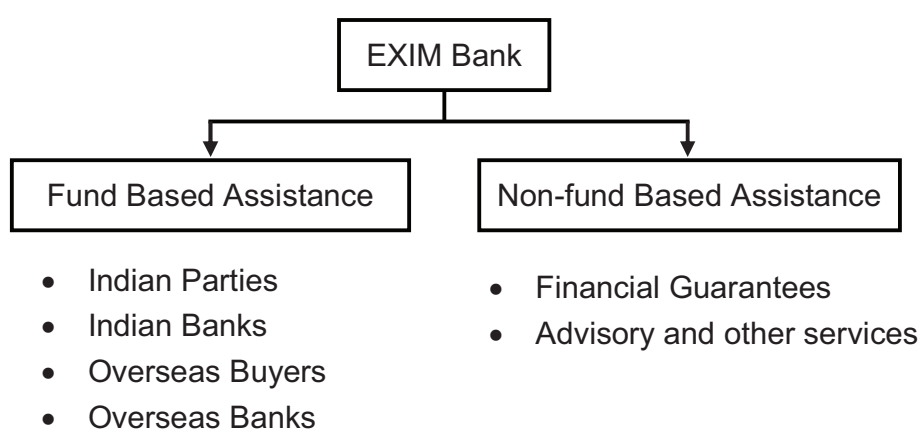 EXIM Bank
Fund Based Assistance
Non-fund Based Assistance
• Indian Parties
• Indian Banks
• Overseas Buyers
• Overseas Banks
• Financial Guarantees
• Advisory and other services